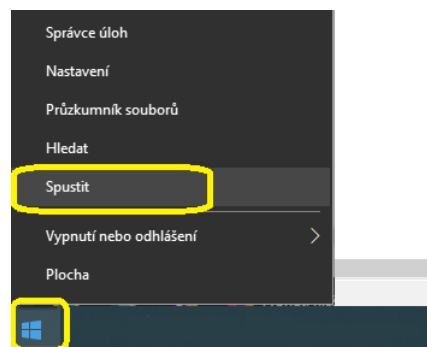 Správce úloh
Nastavení
Průzkumník souborů
Hledat
Spustit
Vypnutí nebo odhlášení
Plocha